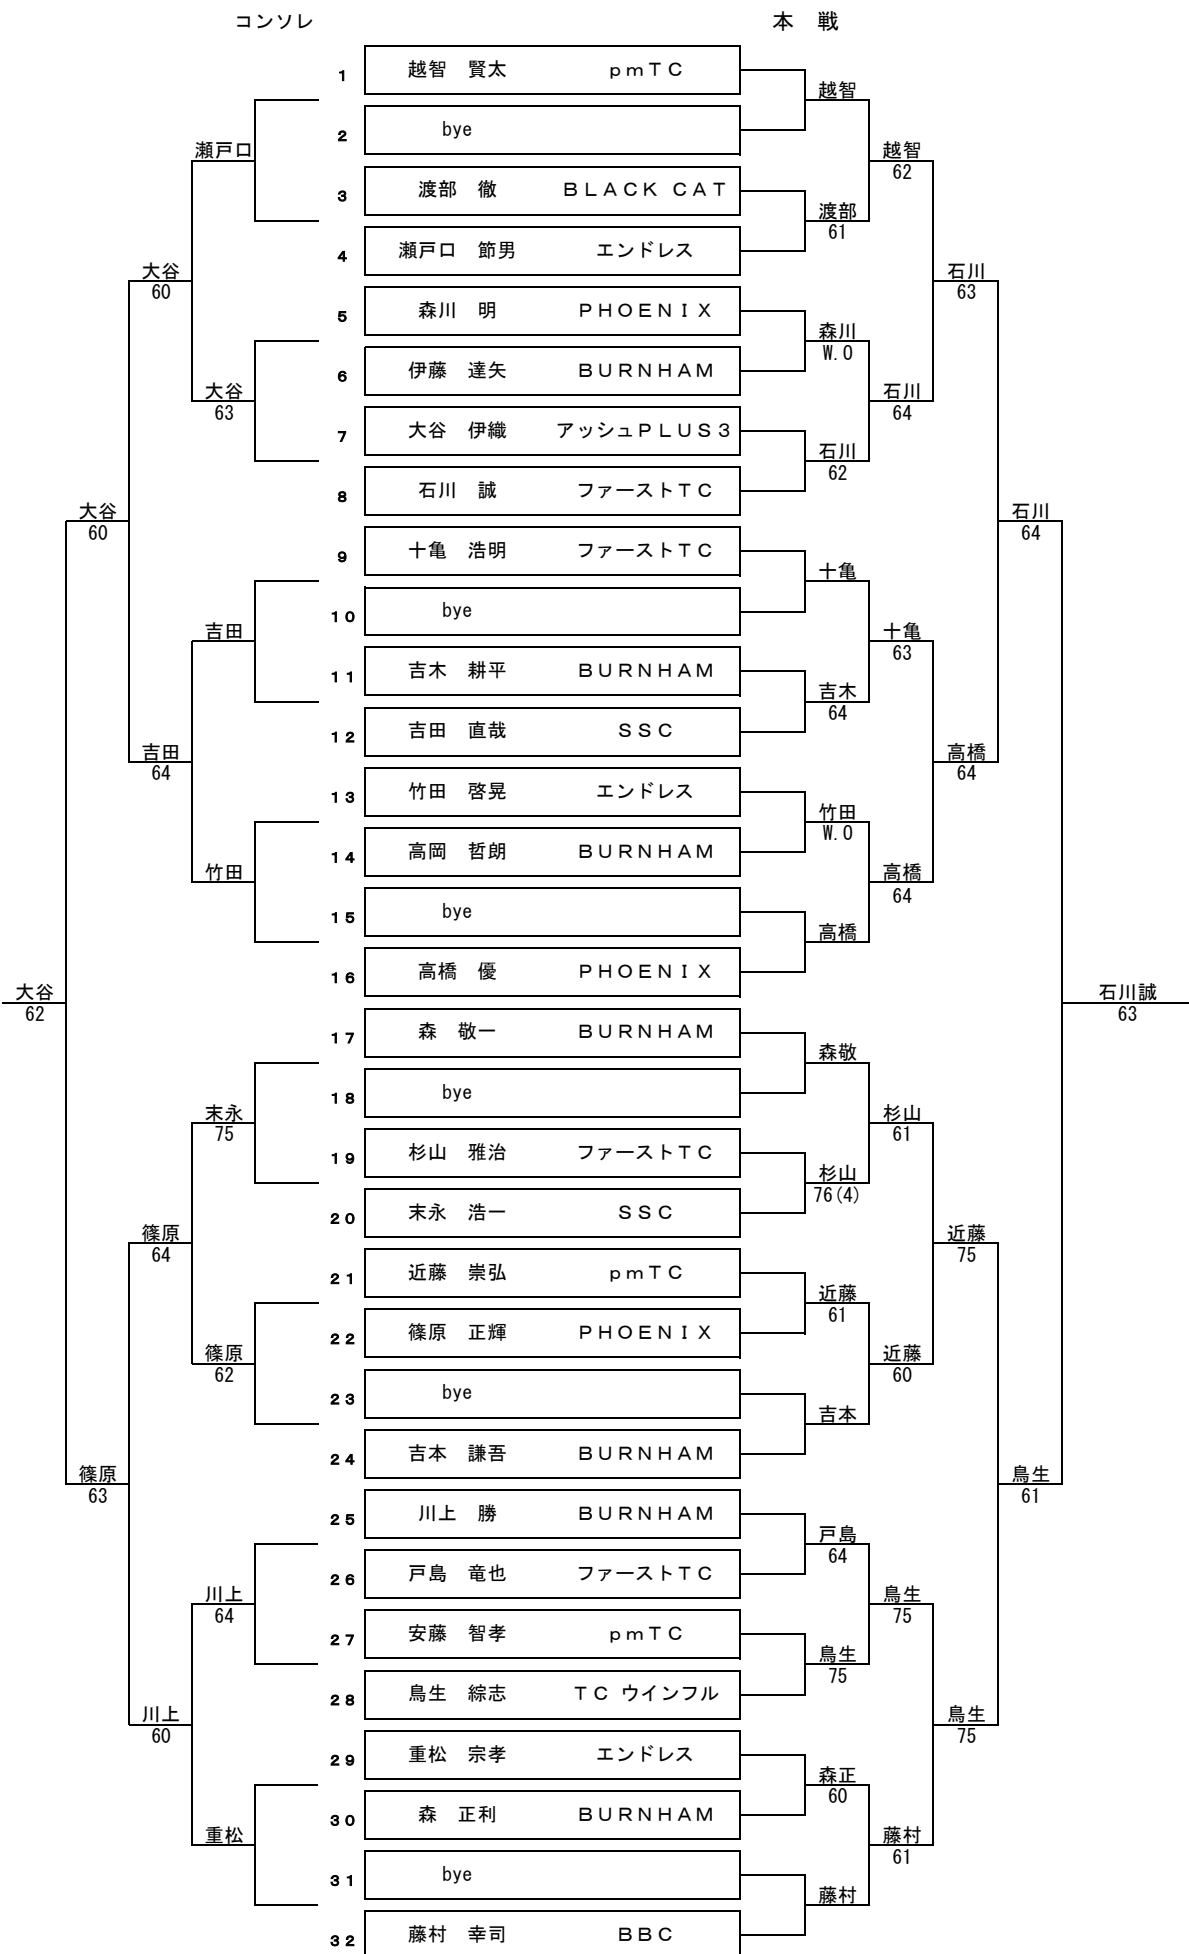 コンソレ 本 戦
1 越智 賢太 pmTC
越智
2 bye
瀬戸口 越智
62
3 渡部 徹 BLACK CAT
渡部
61
4 瀬戸口 節男 エンドレス
大谷 石川
60 63
5 森川 明 PHOENIX
森川
W.O
6 伊藤 達矢 BURNHAM
大谷 石川
63 64
7 大谷 伊織 アッシュPLUS3
石川
62
8 石川 誠 ファーストTC
大谷 石川
60 64
9 十亀 浩明 ファーストTC
十亀
10 bye
吉田 十亀
63
11 吉木 耕平 BURNHAM
吉木
64
12 吉田 直哉 SSC
吉田 高橋
64 64
13 竹田 啓晃 エンドレス
竹田
W.O
14 高岡 哲朗 BURNHAM
竹田 高橋
64
15 bye
高橋
16 高橋 優 PHOENIX
大谷 石川誠
62 63
17 森 敬一 BURNHAM
森敬
18 bye
末永 杉山
75 61
19 杉山 雅治 ファーストTC
杉山
76(4)
20 末永 浩一 SSC
篠原 近藤
64 75
21 近藤 崇弘 pmTC
近藤
61
22 篠原 正輝 PHOENIX
篠原 近藤
62 60
23 bye
吉本
24 吉本 謙吾 BURNHAM
篠原 鳥生
63 61
25 川上 勝 BURNHAM
戸島
64
26 戸島 竜也 ファーストTC
川上 鳥生
64 75
27 安藤 智孝 pmTC
鳥生
75
28 鳥生 綜志 TC ウインフル
川上 鳥生
60 75
29 重松 宗孝 エンドレス
森正
60
30 森 正利 BURNHAM
重松 藤村
61
31 bye
藤村
32 藤村 幸司 BBC